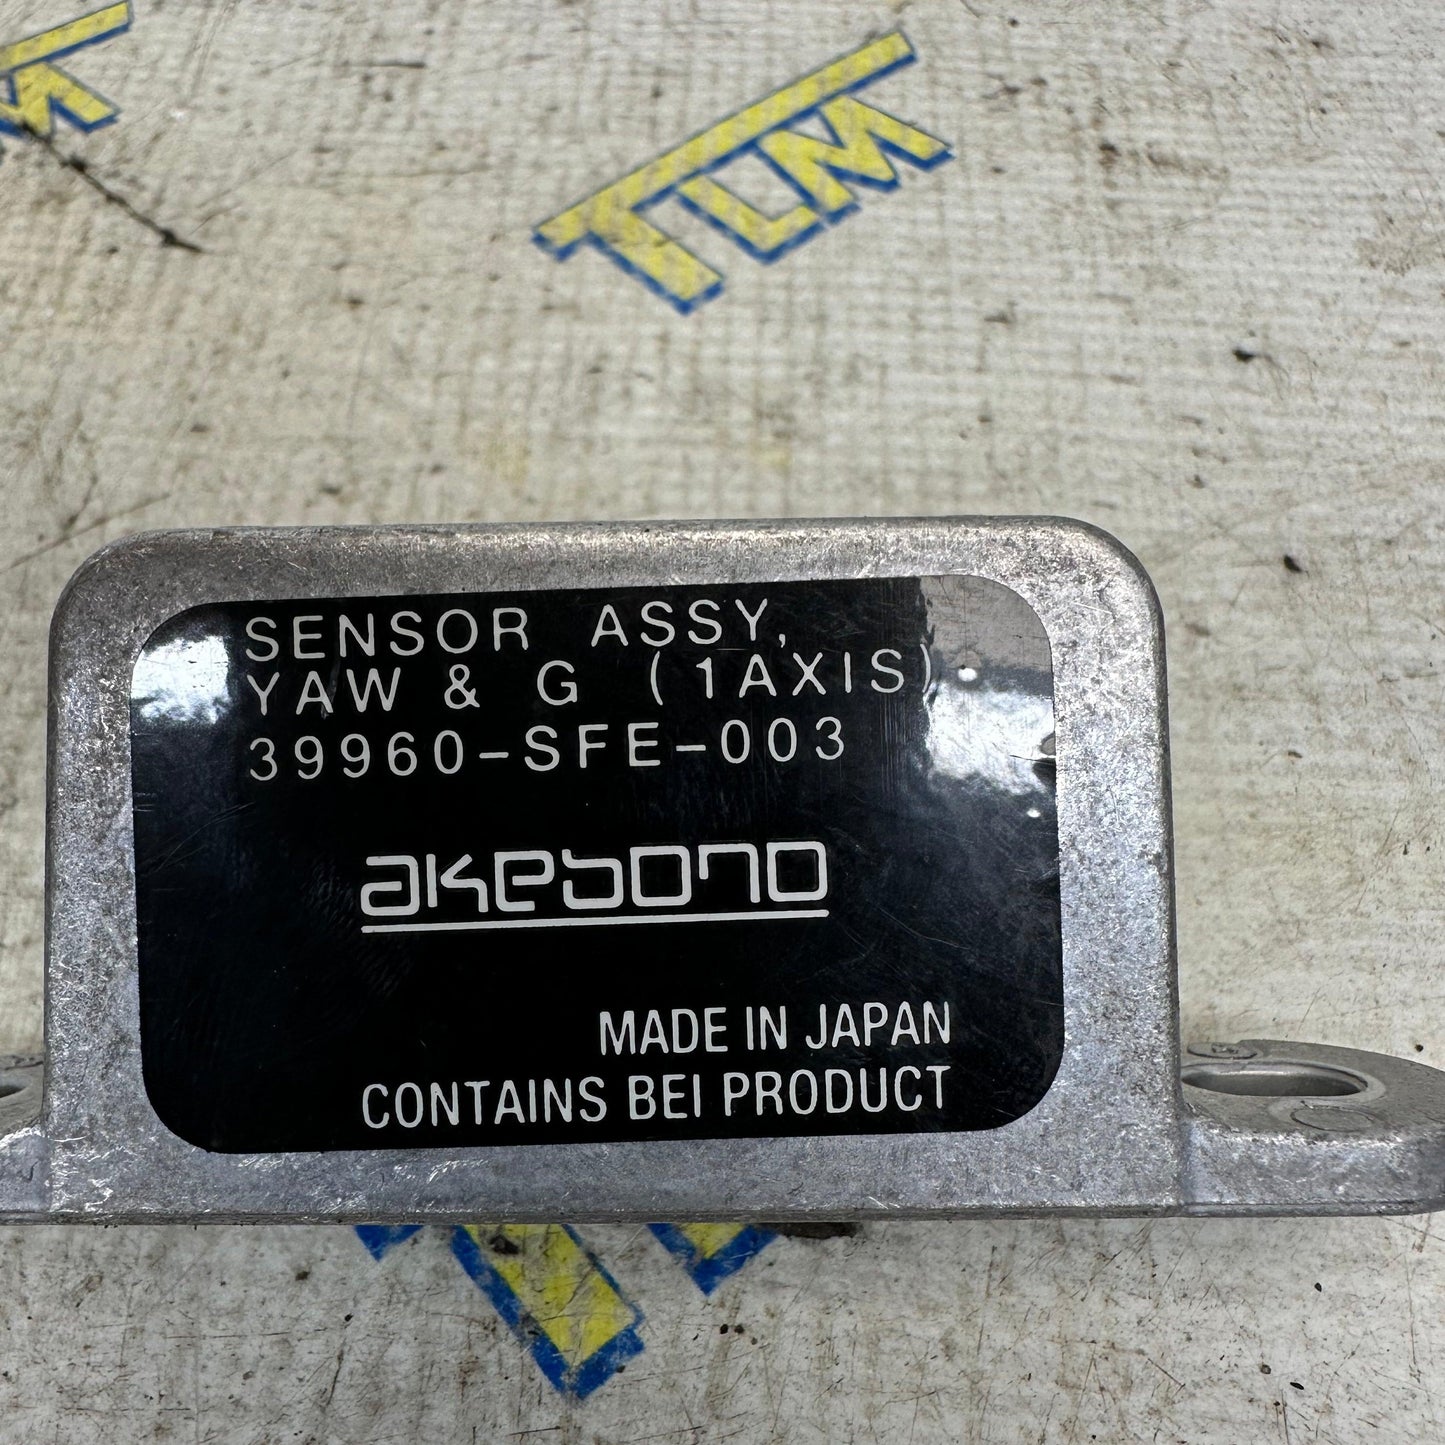 TLM
SENSOR ASSY,
YAW & G (1AXIS)
39960-SFE-003
akebono
MADE IN JAPAN
CONTAINS BEI PRODUCT